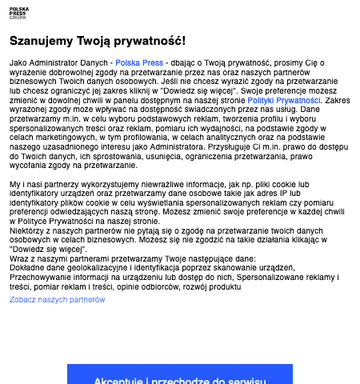 POLSKA
PRESS
GRUPA
Szanujemy Twoją prywatność!
Jako Administrator Danych - Polska Press - dbając o Twoją prywatność, prosimy Cię o
wyrażenie dobrowolnej zgody na przetwarzanie przez nas oraz naszych partnerów
biznesowych Twoich danych osobowych. Jeśli nie chcesz wyrazić zgody na przetwarzanie
lub chcesz ograniczyć jej zakres kliknij w "Dowiedz się więcej". Swoje preferencje możesz
zmienić w dowolnej chwili w panelu dostępnym na naszej stronie Polityki Prywatności. Zakres
wyrażonej zgody może wpływać na dostępność świadczonych przez nas usług. Dane
przetwarzamy m.in. w celu wyboru podstawowych reklam, tworzenia profilu i wyboru
spersonalizowanych treści oraz reklam, pomiaru ich wydajności, na podstawie zgody w
celach marketingowych, w tym profilowania, w celach analitycznych oraz na podstawie
naszego uzasadnionego interesu jako Administratora. Przysługuje Ci m.in. prawo do dostępu
do Twoich danych, ich sprostowania, usunięcia, ograniczenia przetwarzania, prawo
wycofania zgody na przetwarzanie.
My i nasi partnerzy wykorzystujemy niewrażliwe informacje, jak np. pliki cookie lub
identyfikatory urządzeń oraz przetwarzamy dane osobowe takie jak adres IP lub
identyfikatory plików cookie w celu wyświetlania spersonalizowanych reklam czy pomiaru
preferencji odwiedzających naszą stronę. Możesz zmienić swoje preferencje w każdej chwili
w Polityce Prywatności na naszej stronie.
Niektórzy z naszych partnerów nie pytają się o zgodę na przetwarzanie twoich danych
osobowych w celach biznesowych. Możesz się nie zgodzić na takie działania klikając w
"Dowiedz się więcej".
Wraz z naszymi partnerami przetwarzamy Twoje następujące dane:
Dokładne dane geolokalizacyjne i identyfikacja poprzez skanowanie urządzeń,
Przechowywanie informacji na urządzeniu lub dostęp do nich, Spersonalizowane reklamy i
treści, pomiar reklam i treści, opinie odbiorców, rozwój produktu
Zobacz naszych partnerów
Akceptuję i przechodzę do serwisu